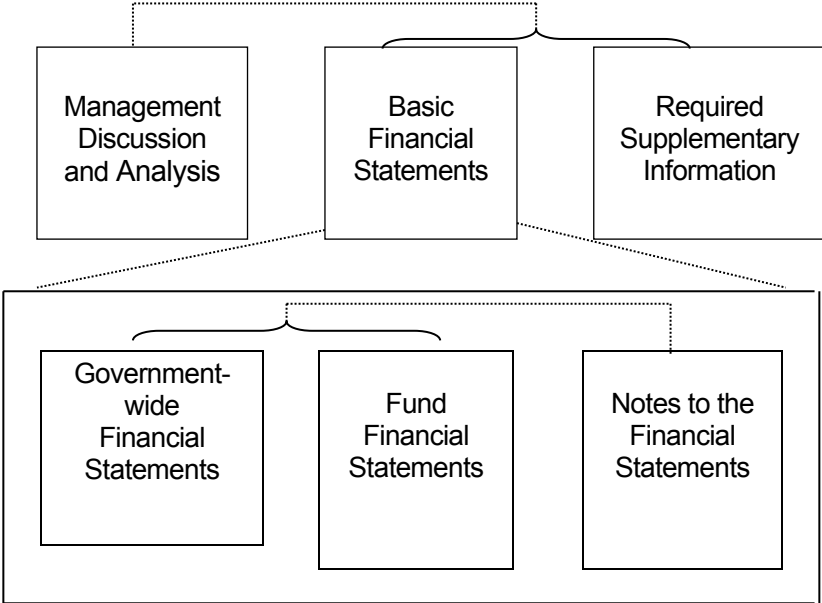 Management
Discussion
and Analysis
Basic
Financial
Statements
Required
Supplementary
Information
Government-
wide
Financial
Statements
Fund
Financial
Statements
Notes to the
Financial
Statements